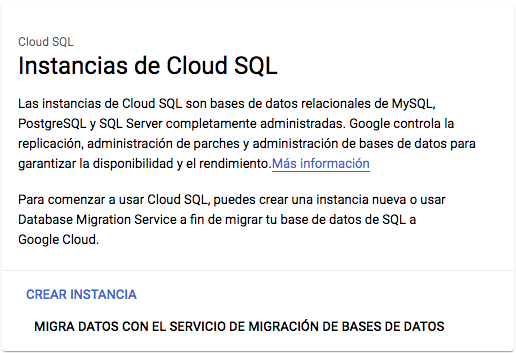 Cloud SQL
Instancias de Cloud SQL
Las instancias de Cloud SQL son bases de datos relacionales de MySQL,
PostgreSQL y SQL Server completamente administradas. Google controla la
replicación, administración de parches y administración de bases de datos para
garantizar la disponibilidad y el rendimiento.Más información
Para comenzar a usar Cloud SQL, puedes crear una instancia nueva o usar
Database Migration Service a fin de migrar tu base de datos de SQL a
Google Cloud.
CREAR INSTANCIA
MIGRA DATOS CON EL SERVICIO DE MIGRACIÓN DE BASES DE DATOS